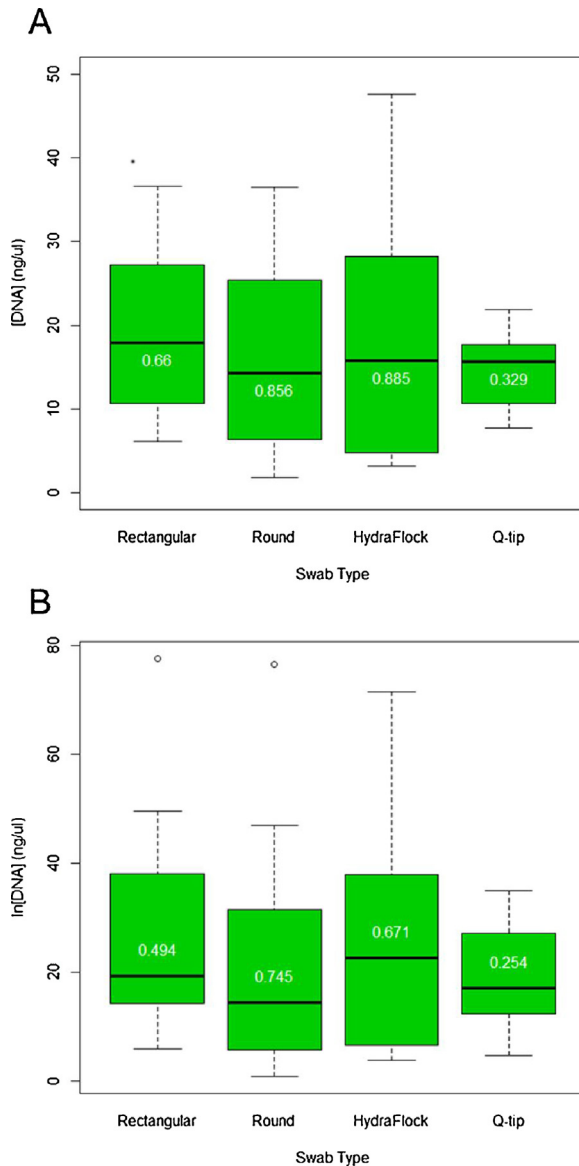 A
50
40
30
20
10
0
[DNA] (ng/ul)
*
0.66
0.856
0.885
0.329
Rectangular Round HydraFlock Q-tip
Swab Type
B
80
60
40
20
0
ln[DNA] (ng/ul)
0.494
0.745
0.671
0.254
Rectangular Round HydraFlock Q-tip
Swab Type